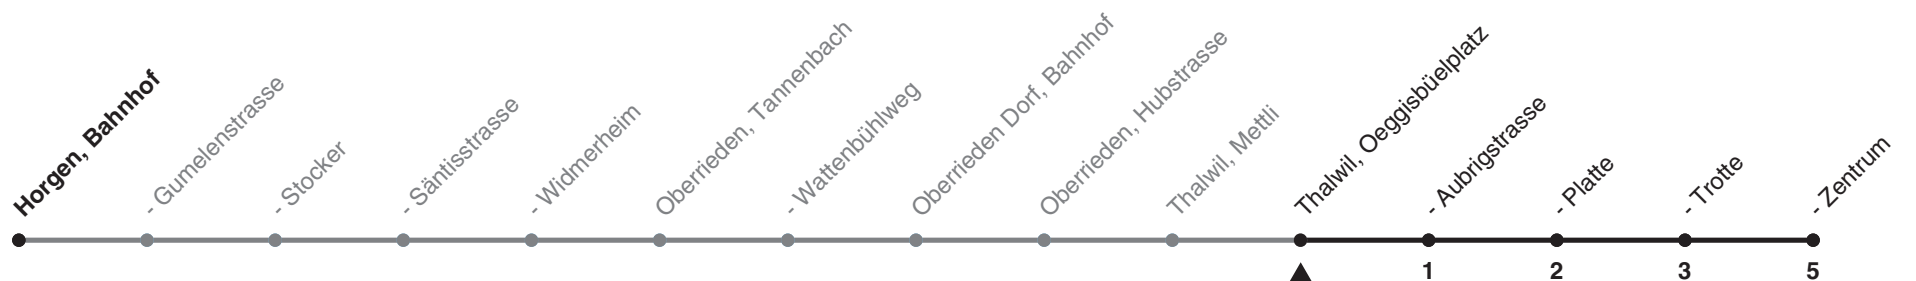 Horgen, Bahnhof
- Gumelenstrasse
- Stocker
- Säntisstrasse
- Widmerheim
Oberrieden, Tannenbach
- Wattenbühlweg
Oberrieden Dorf, Bahnhof
Oberrieden, Hubstrasse
Thalwil, Mettli
Thalwil, Oeggisbüelplatz
- Aubrigstrasse
- Platte
- Trotte
- Zentrum
1 2 3 5